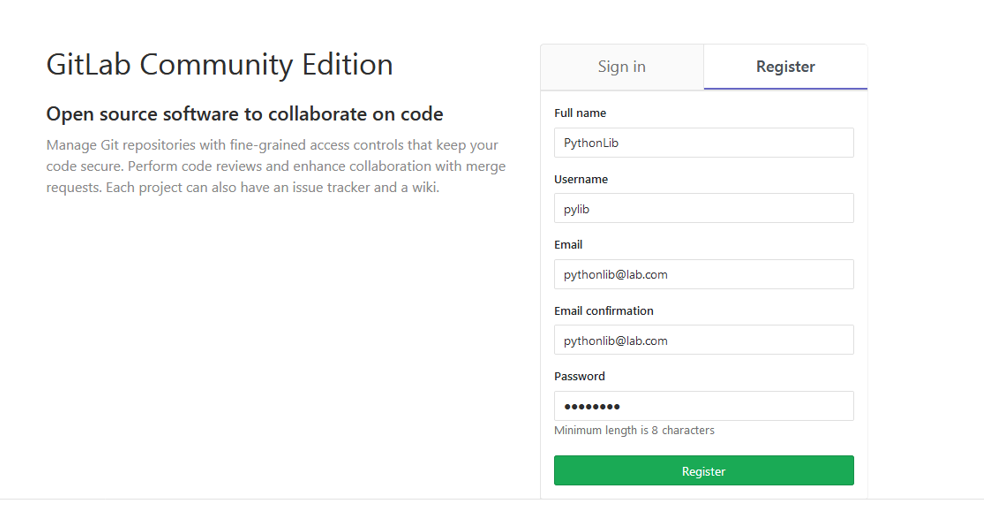 GitLab Community Edition
Open source software to collaborate on code
Manage Git repositories with fine-grained access controls that keep your
code secure. Perform code reviews and enhance collaboration with merge
requests. Each project can also have an issue tracker and a wiki.
Sign in
Register
Full name
PythonLib
Username
pylib
Email
pythonlib@lab.com
Email confirmation
pythonlib@lab.com
Password
••••••••
Minimum length is 8 characters
Register